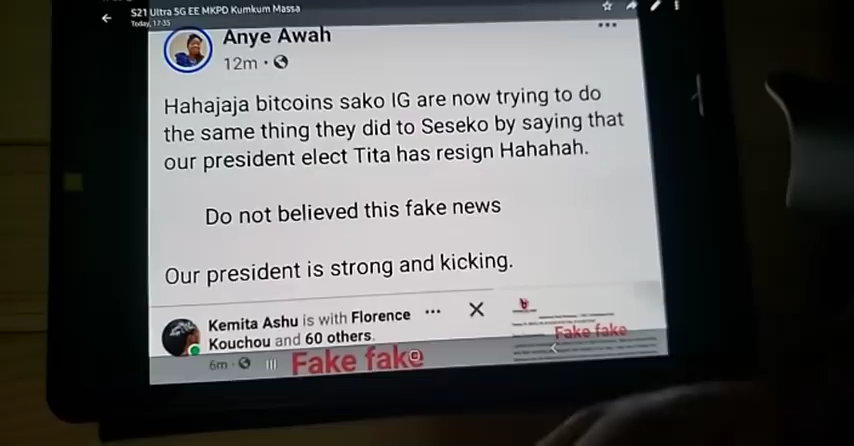 S21 Ultra 5G EE MKPD Kumkum Massa
Today, 17:35
Anye Awah
12m
Hahajaja bitcoins sako IG are now trying to do
the same thing they did to Seseko by saying that
our president elect Tita has resign Hahahah.
Do not believed this fake news
Our president is strong and kicking.
Kemita Ashu is with Florence
Kouchou and 60 others.
6m
Fake fake
Fake fake